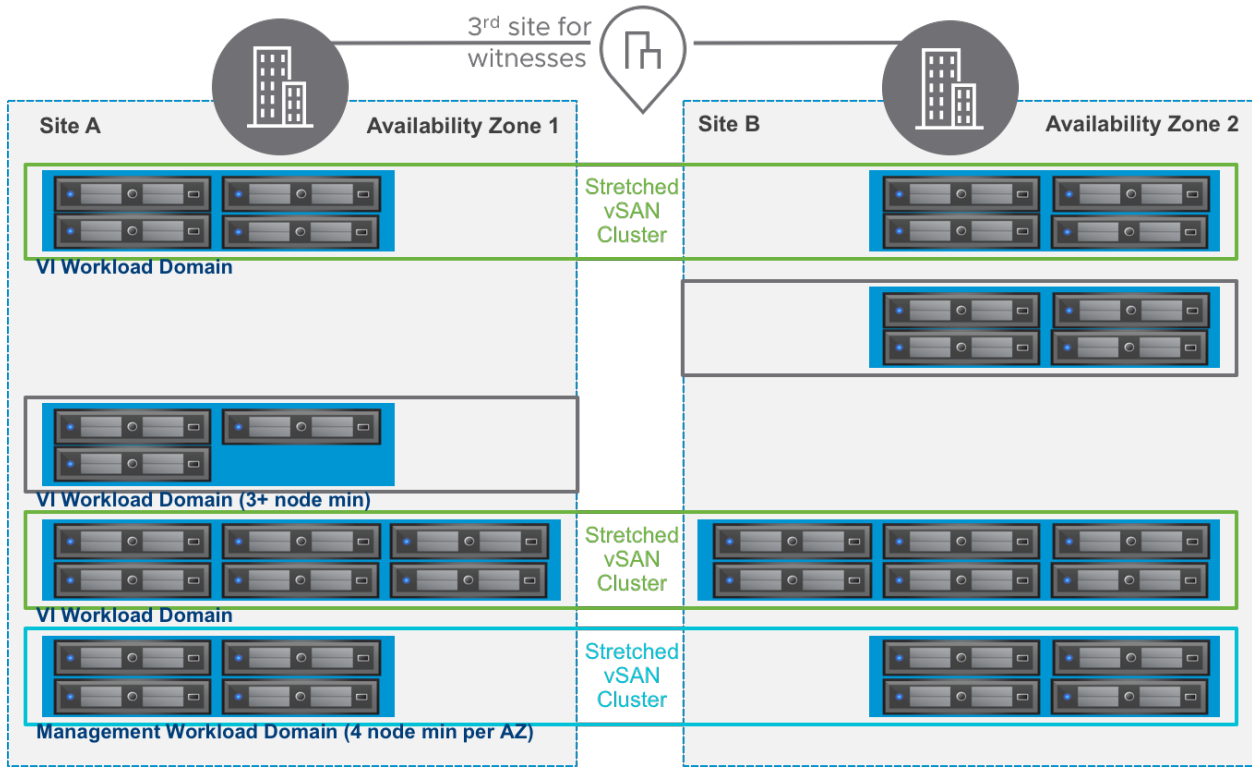 3rd site for
witnesses
Site A
Availability Zone 1
Site B
Availability Zone 2
Stretched
vSAN
Cluster
VI Workload Domain
VI Workload Domain (3+ node min)
Stretched
vSAN
Cluster
VI Workload Domain
Stretched
vSAN
Cluster
Management Workload Domain (4 node min per AZ)